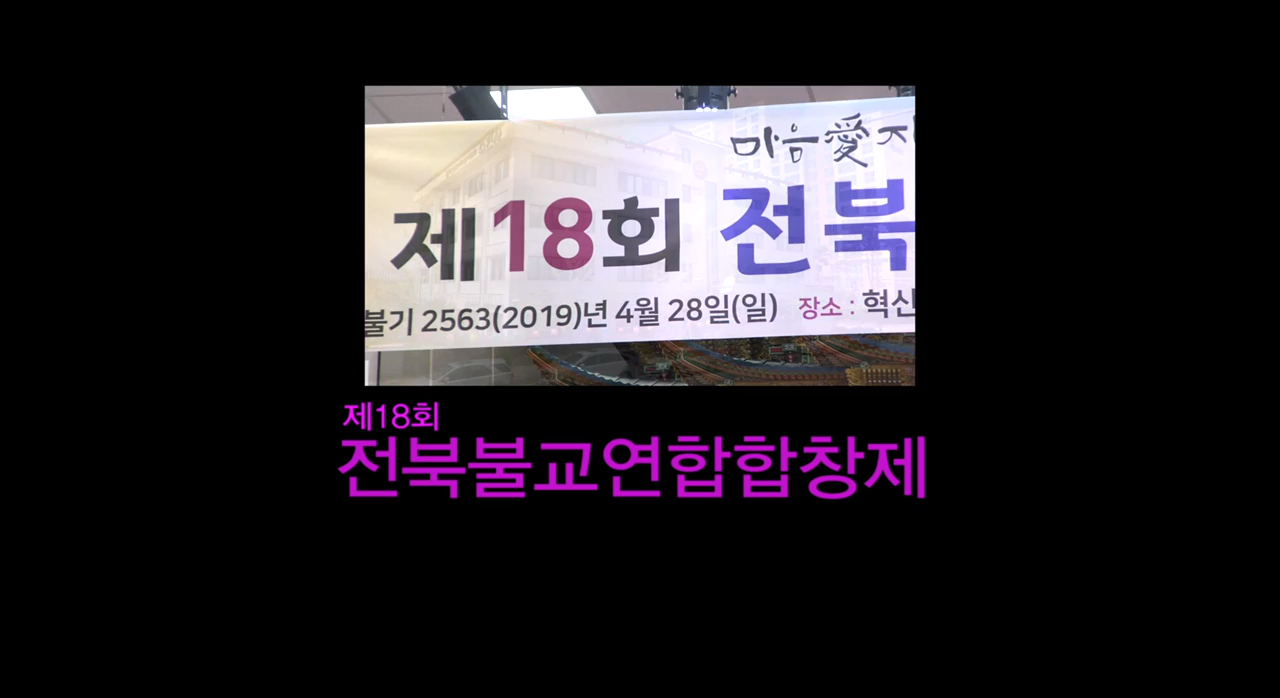 마음愛
제18회 전북
불기 2563(2019)년 4월 28일(일) 장소 : 혁신
제18회
전북불교연합합창제